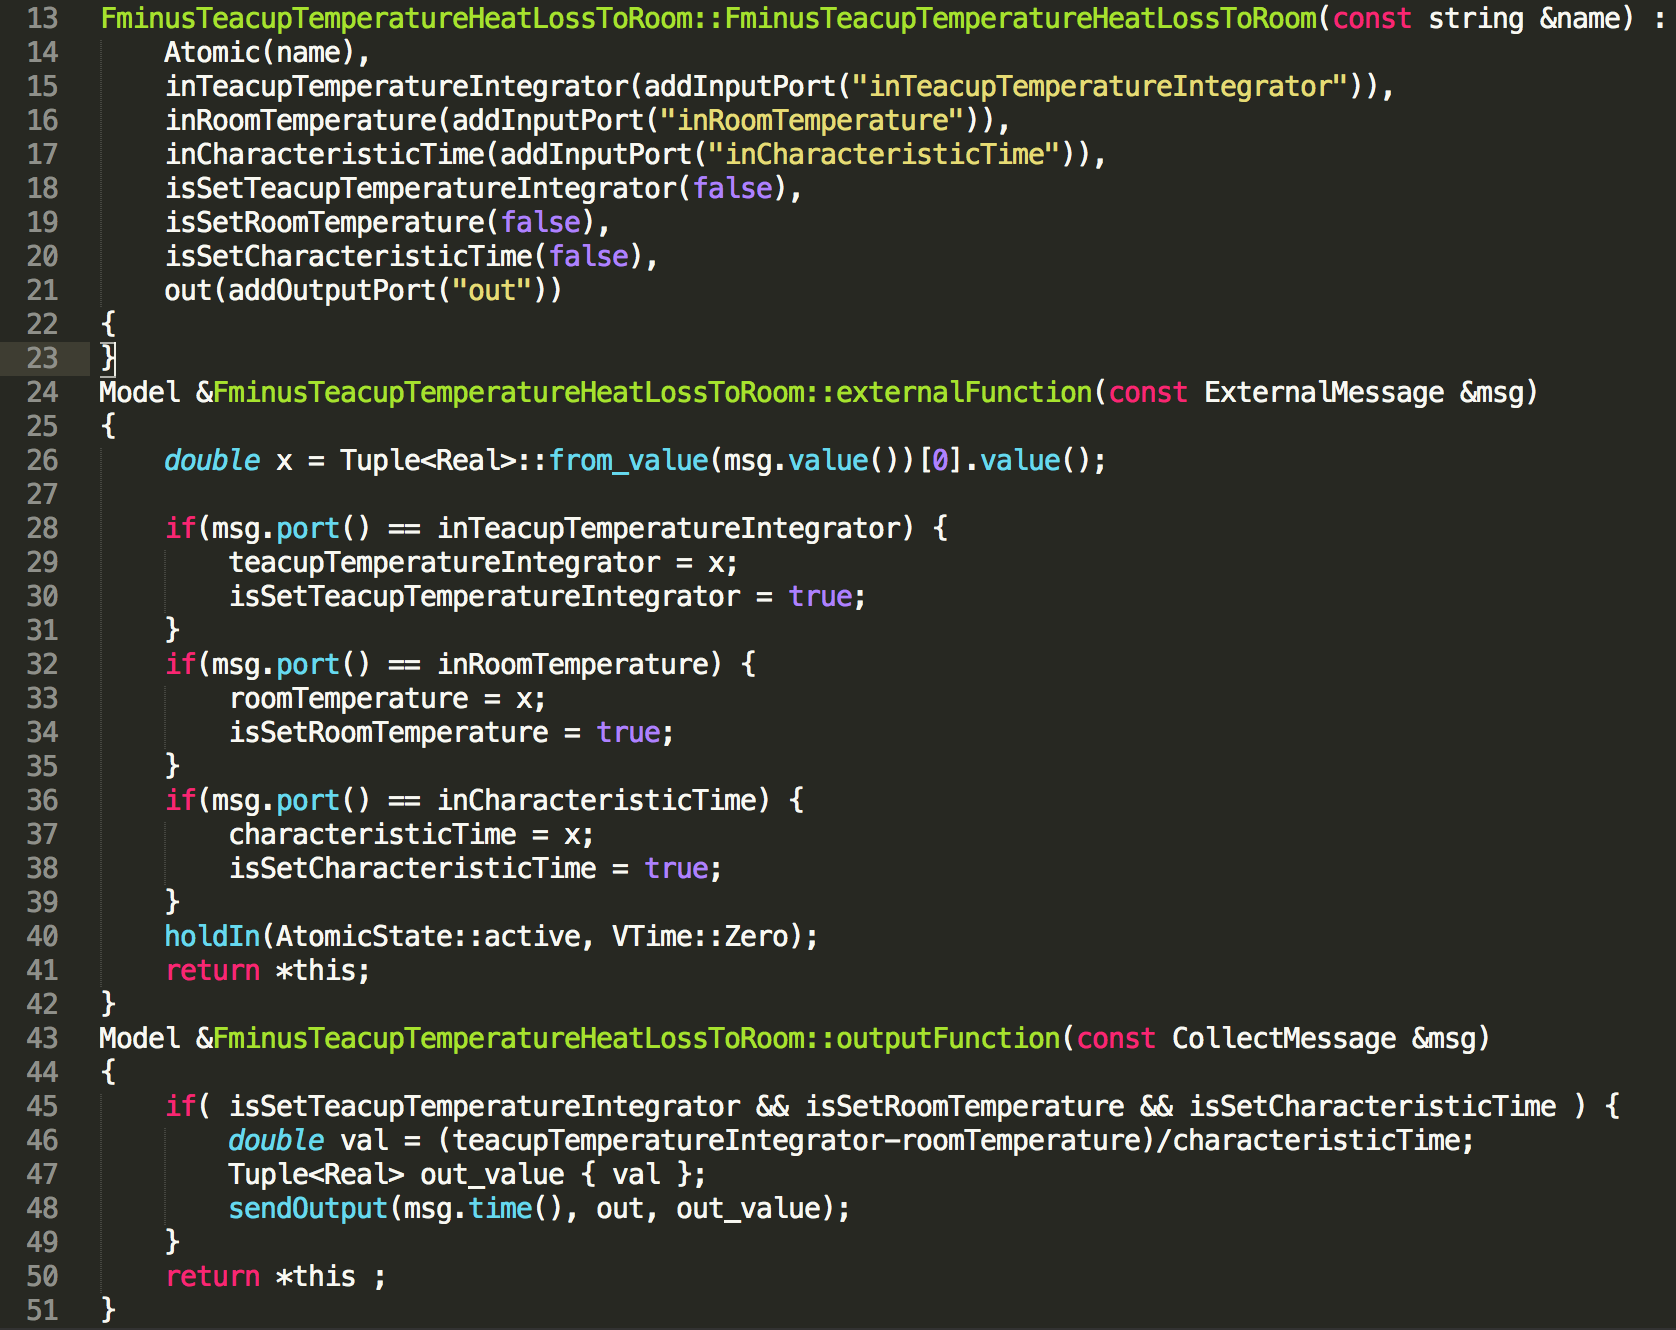 13 FminusTeacupTemperatureHeatLossToRoom::FminusTeacupTemperatureHeatLossToRoom(const string &name) :
14     Atomic(name),
15     inTeacupTemperatureIntegrator(addInputPort("inTeacupTemperatureIntegrator")),
16     inRoomTemperature(addInputPort("inRoomTemperature")),
17     inCharacteristicTime(addInputPort("inCharacteristicTime")),
18     isSetTeacupTemperatureIntegrator(false),
19     isSetRoomTemperature(false),
20     isSetCharacteristicTime(false),
21     out(addOutputPort("out"))
22 {
23 }
24 Model &FminusTeacupTemperatureHeatLossToRoom::externalFunction(const ExternalMessage &msg)
25 {
26     double x = Tuple<Real>::from_value(msg.value())[0].value();
27
28     if(msg.port() == inTeacupTemperatureIntegrator) {
29         teacupTemperatureIntegrator = x;
30         isSetTeacupTemperatureIntegrator = true;
31     }
32     if(msg.port() == inRoomTemperature) {
33         roomTemperature = x;
34         isSetRoomTemperature = true;
35     }
36     if(msg.port() == inCharacteristicTime) {
37         characteristicTime = x;
38         isSetCharacteristicTime = true;
39     }
40     holdIn(AtomicState::active, VTime::Zero);
41     return *this;
42 }
43 Model &FminusTeacupTemperatureHeatLossToRoom::outputFunction(const CollectMessage &msg)
44 {
45     if( isSetTeacupTemperatureIntegrator && isSetRoomTemperature && isSetCharacteristicTime ) {
46         double val = (teacupTemperatureIntegrator-roomTemperature)/characteristicTime;
47         Tuple<Real> out_value { val };
48         sendOutput(msg.time(), out, out_value);
49     }
50     return *this ;
51 }